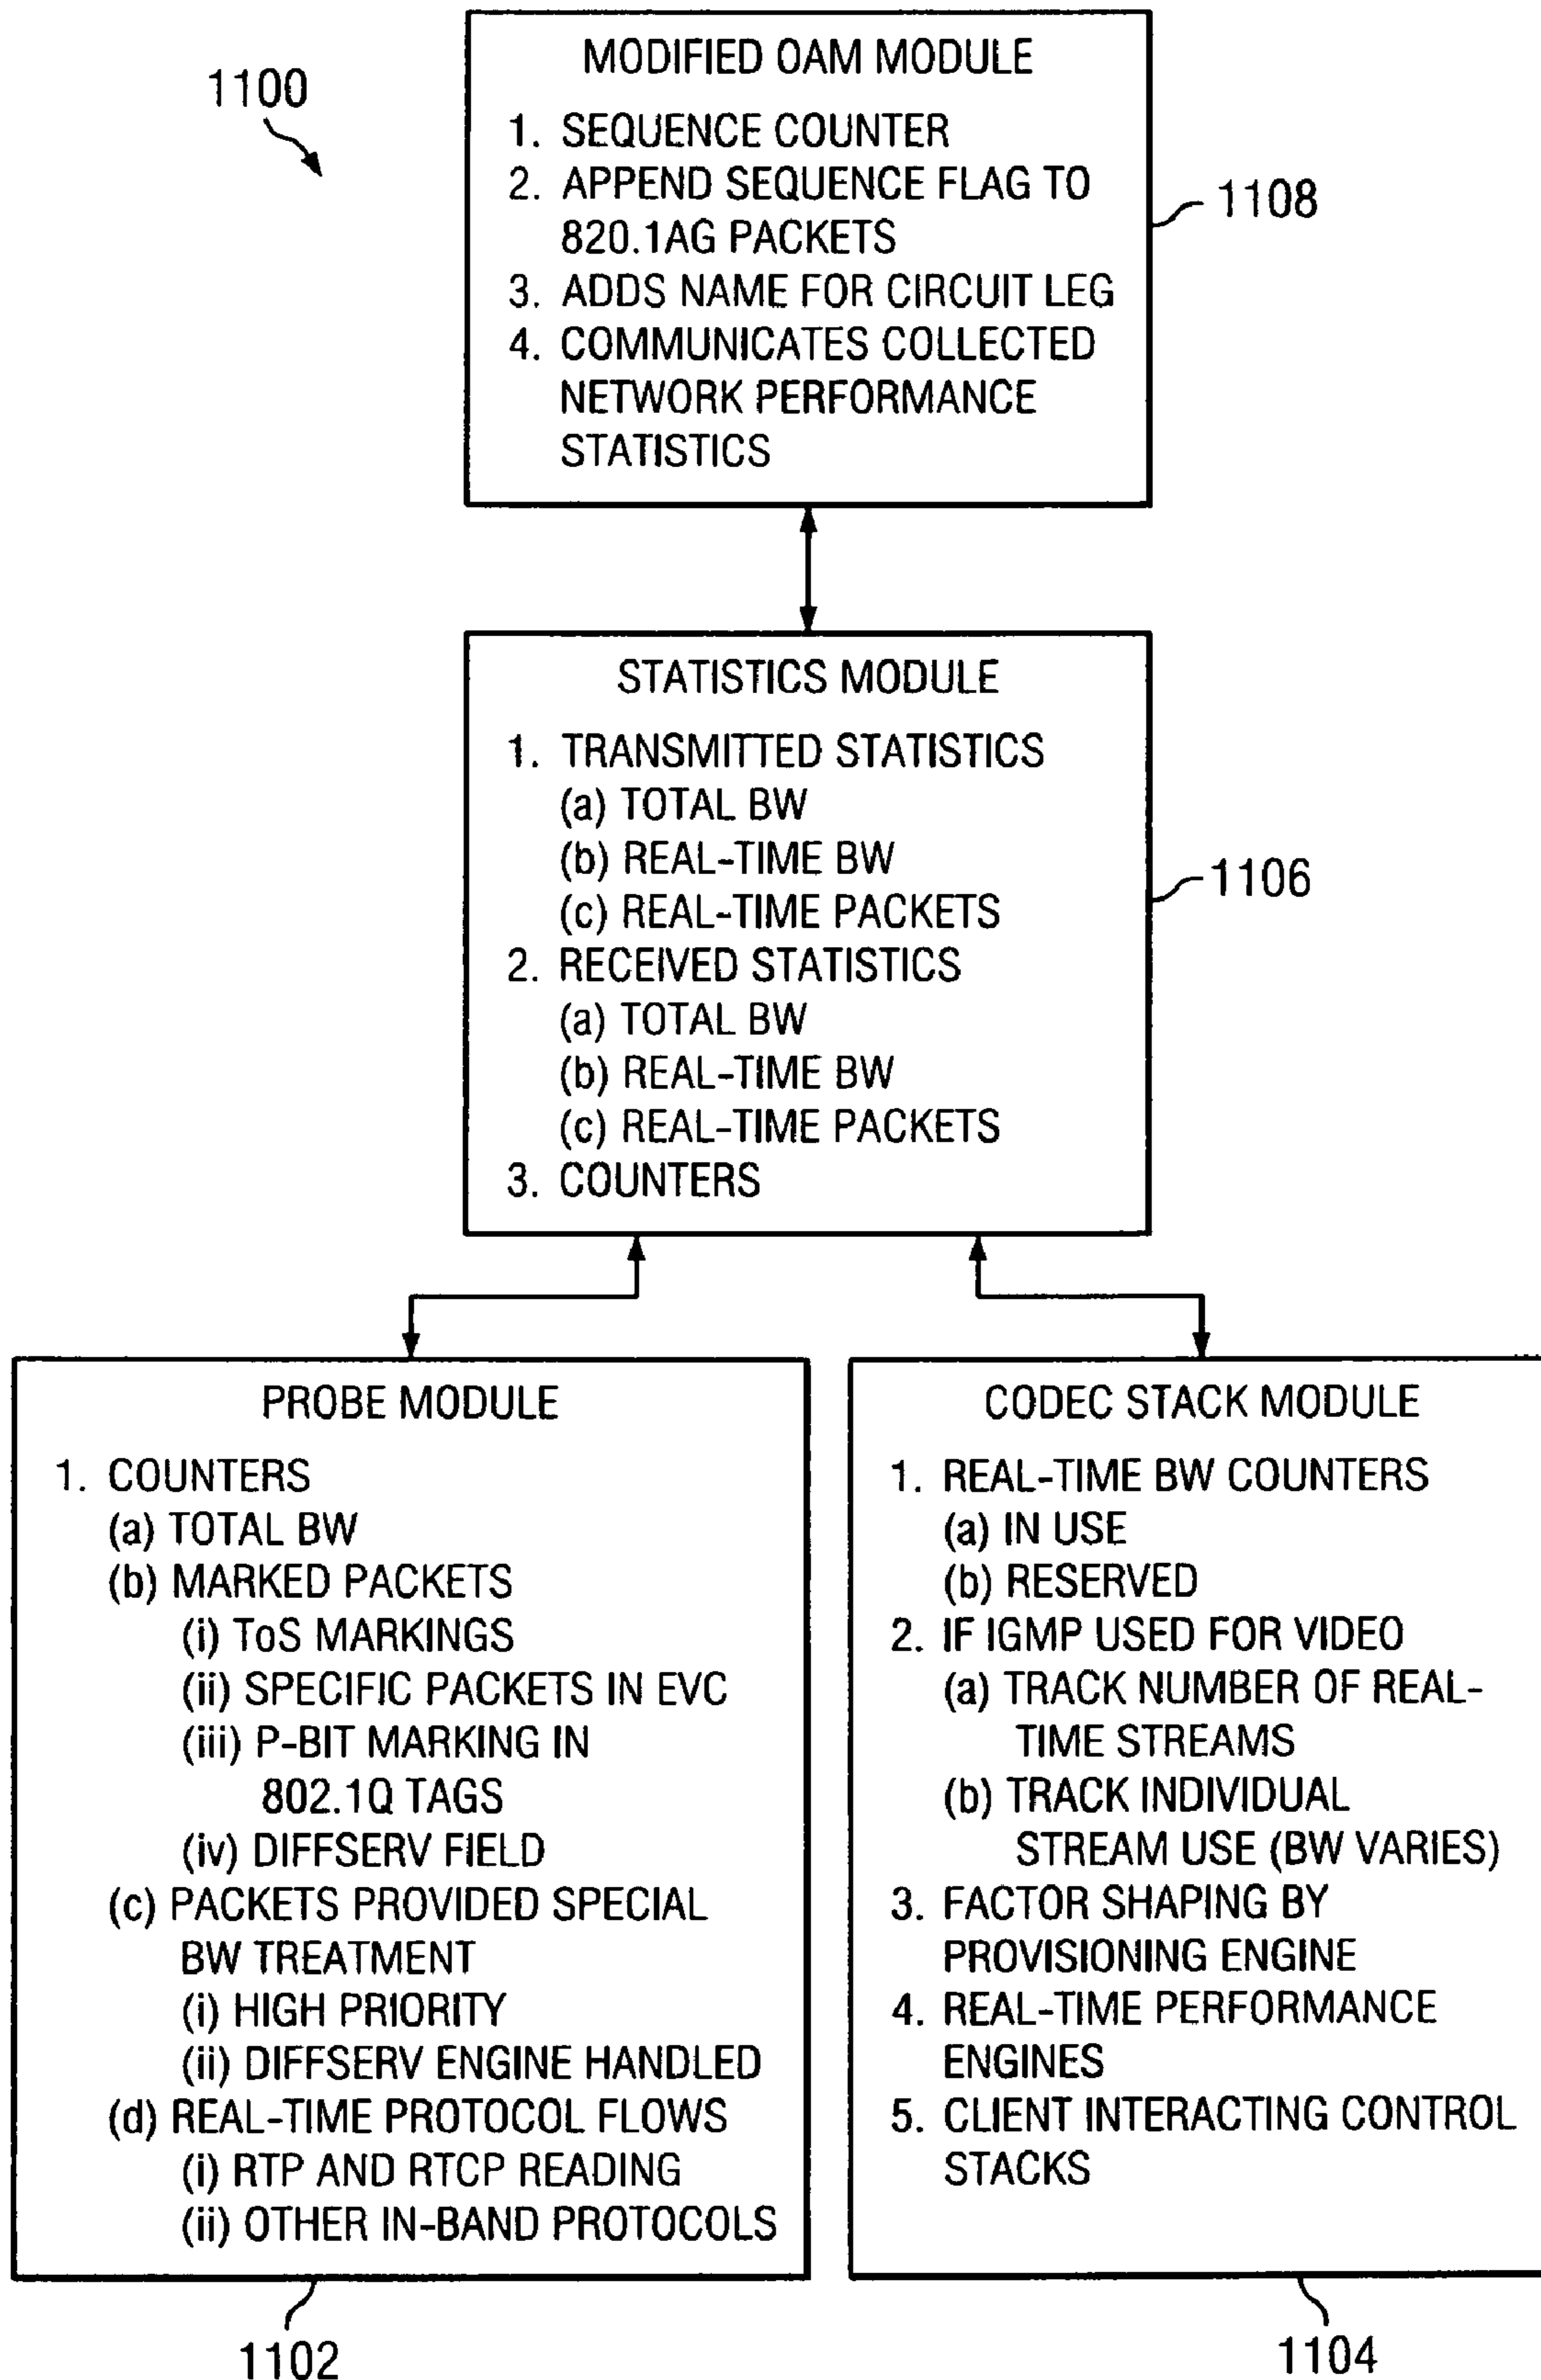 1100
MODIFIED OAM MODULE
1. SEQUENCE COUNTER
2. APPEND SEQUENCE FLAG TO
820.1AG PACKETS
3. ADDS NAME FOR CIRCUIT LEG
4. COMMUNICATES COLLECTED
NETWORK PERFORMANCE
STATISTICS
1108
STATISTICS MODULE
1. TRANSMITTED STATISTICS
(a) TOTAL BW
(b) REAL-TIME BW
(c) REAL-TIME PACKETS
2. RECEIVED STATISTICS
(a) TOTAL BW
(b) REAL-TIME BW
(c) REAL-TIME PACKETS
3. COUNTERS
1106
PROBE MODULE
1. COUNTERS
(a) TOTAL BW
(b) MARKED PACKETS
(i) ToS MARKINGS
(ii) SPECIFIC PACKETS IN EVC
(iii) P-BIT MARKING IN
802.1Q TAGS
(iv) DIFFSERV FIELD
(c) PACKETS PROVIDED SPECIAL
BW TREATMENT
(i) HIGH PRIORITY
(ii) DIFFSERV ENGINE HANDLED
(d) REAL-TIME PROTOCOL FLOWS
(i) RTP AND RTCP READING
(ii) OTHER IN-BAND PROTOCOLS
1102
CODEC STACK MODULE
1. REAL-TIME BW COUNTERS
(a) IN USE
(b) RESERVED
2. IF IGMP USED FOR VIDEO
(a) TRACK NUMBER OF REAL-
TIME STREAMS
(b) TRACK INDIVIDUAL
STREAM USE (BW VARIES)
3. FACTOR SHAPING BY
PROVISIONING ENGINE
4. REAL-TIME PERFORMANCE
ENGINES
5. CLIENT INTERACTING CONTROL
STACKS
1104